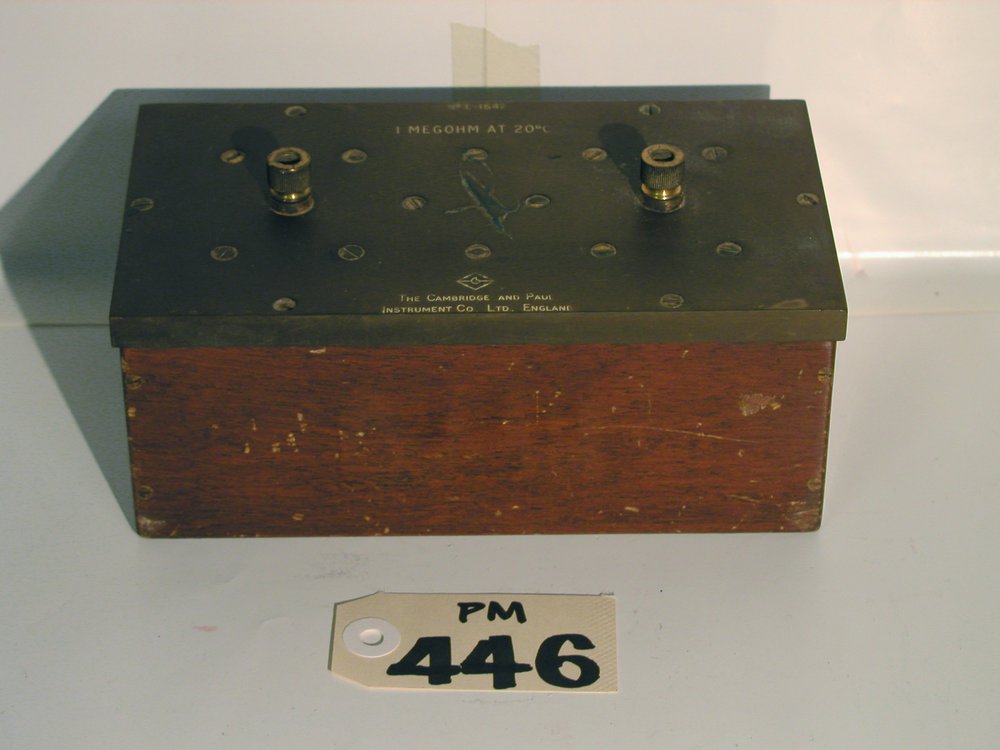 1 MEGOHM AT 20°C
THE CAMBRIDGE AND PAUL
INSTRUMENT CO. LTD. ENGLAND
PM
446